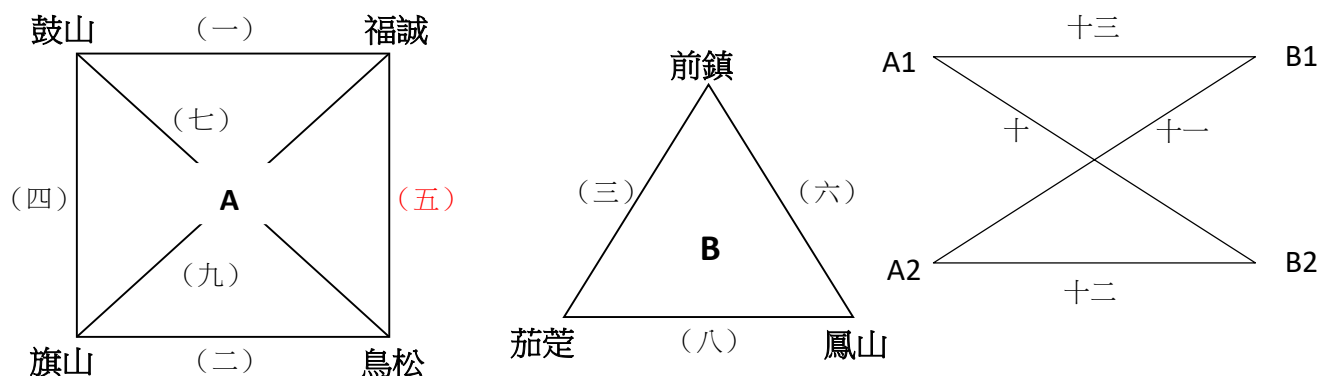 鼓山
（一）
福誠
（七）
（四）
A
（五）
（九）
旗山
（二）
鳥松
前鎮
（三）
（六）
B
茄萣
（八）
鳳山
十三
A1
B1
十
十一
A2
B2
十二